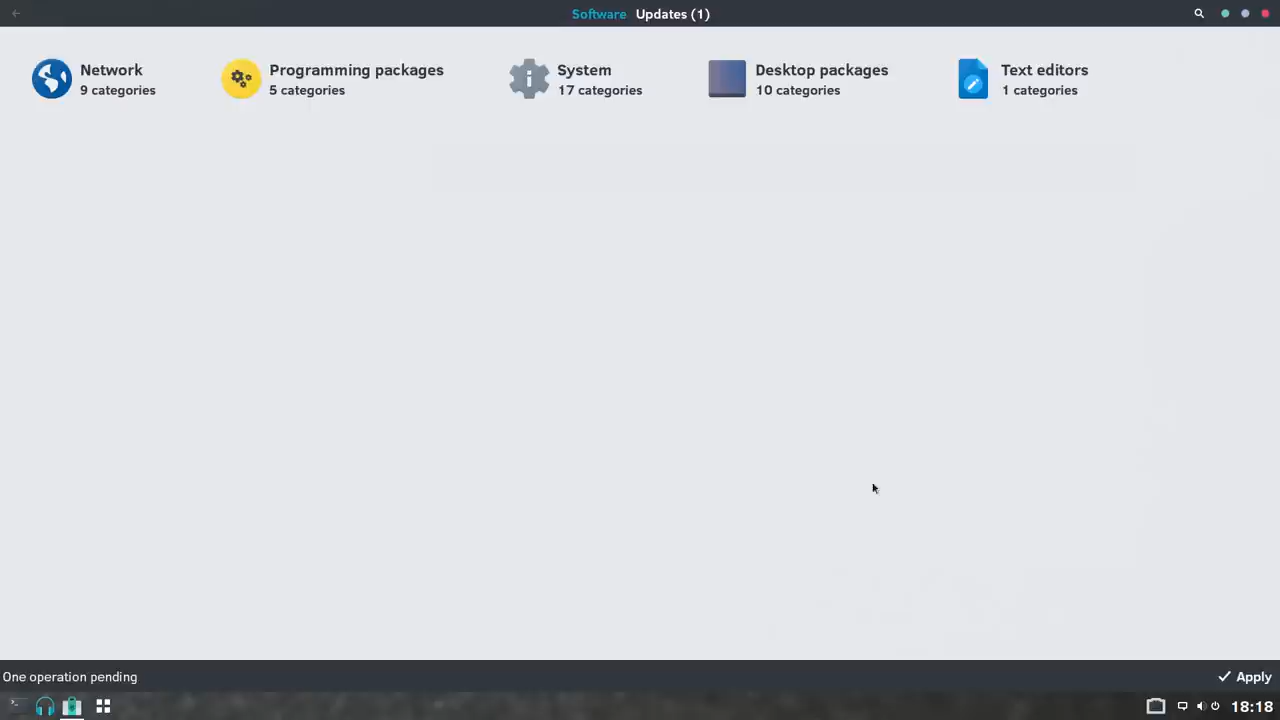 Software Updates (1)
Network
9 categories
Programming packages
5 categories
System
17 categories
Desktop packages
10 categories
Text editors
1 categories
One operation pending
Apply
18:18